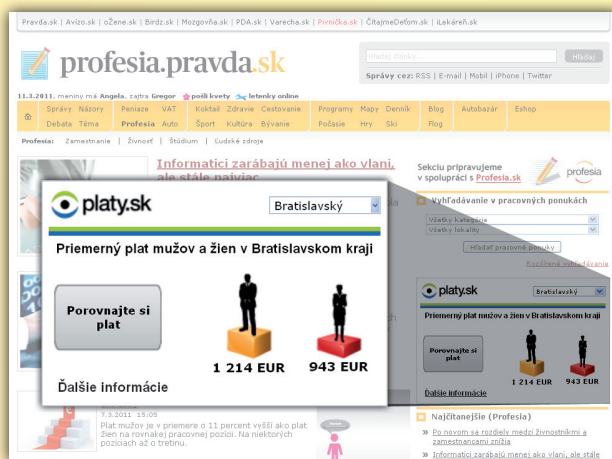 Pravda.sk | Avízo.sk | oŽene.sk | Birdz.sk | Mozgovňa.sk | PDA.sk | Varecha.sk | Pivnička.sk | ČítajmeDeťom.sk | iLekáreň.sk
profesia.pravda.sk
Hľadaj články...
Hľadaj
Správy cez: RSS | E-mail | Mobil | iPhone | Twitter
11.3.2011, meniny má Angela, zajtra Gregor pošli kvety letenky online
Správy Názory Peniaze VAT Koktail Zdravie Cestovanie Programy Mapy Denník Blog Autobazár Eshop
Debata Téma Profesia Auto Šport Kultúra Bývanie Počasie Hry Ski Flog
Profesia: Zamestnanie | Živnosť | Štúdium | Ľudské zdroje
Informatici zarábajú menej ako vlani,
ale stále najviac
Sekciu pripravujeme
v spolupráci s Profesia.sk
profesia
Vyhľadávanie v pracovných ponukách
Všetky kategórie
Všetky lokality
Hľadať pracovné ponuky
Rozšírené vyhľadávanie
platy.sk
Bratislavský
Priemerný plat mužov a žien v Bratislavskom kraji
Porovnajte si
plat
1 214 EUR
943 EUR
Ďalšie informácie
platy.sk
Bratislavský
Priemerný plat mužov a žien v Bratislavskom kraji
Porovnajte si
plat
1 214 EUR
943 EUR
Ďalšie informácie
7.3.2011 15:05
Plat mužov je v priemere o 11 percent vyšší ako plat
žien na rovnakej pracovnej pozícii. Na niektorých
pozíciách až o tretinu.
Najčítanejšie (Profesia)
Po novom sa rozdiely medzi živnostníkmi a
zamestnancami znížia
Informatici zarábajú menej ako vlani, ale stále